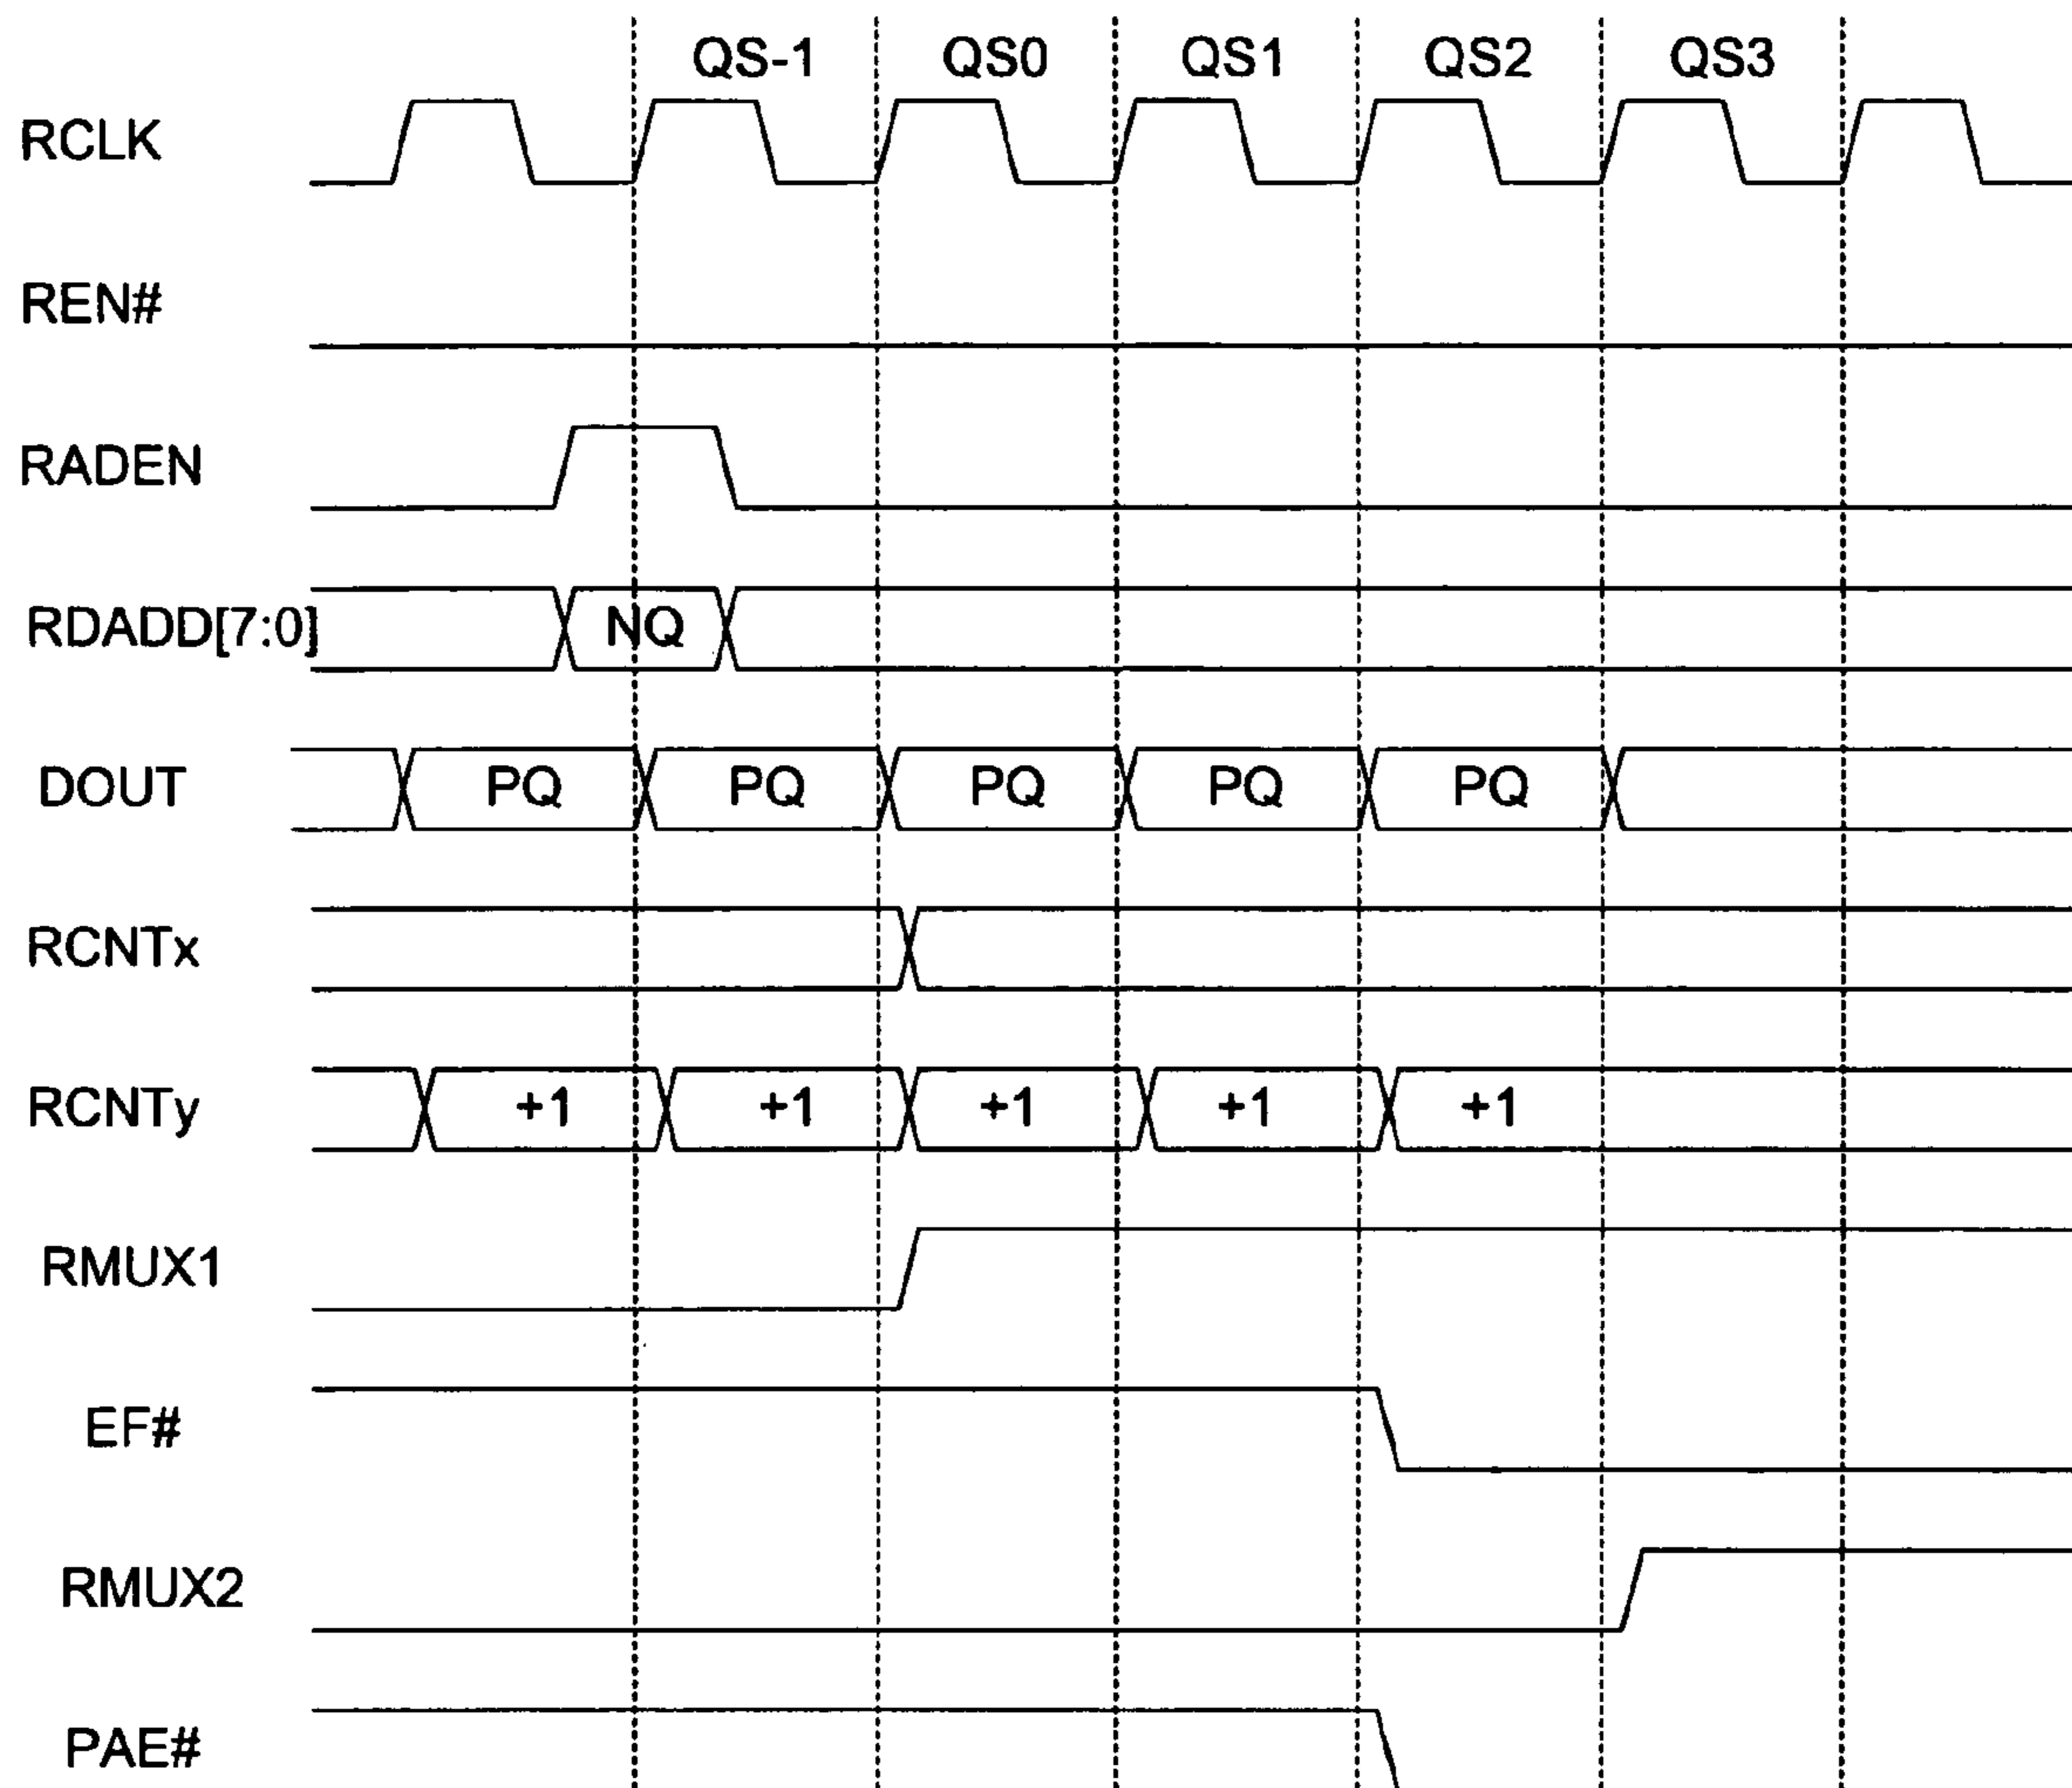 QS-1 QS0 QS1 QS2 QS3
RCLK
REN#
RADEN
RDADD[7:0] NQ
DOUT PQ PQ PQ PQ PQ
RCNTx
RCNTy +1 +1 +1 +1 +1
RMUX1
EF#
RMUX2
PAE#